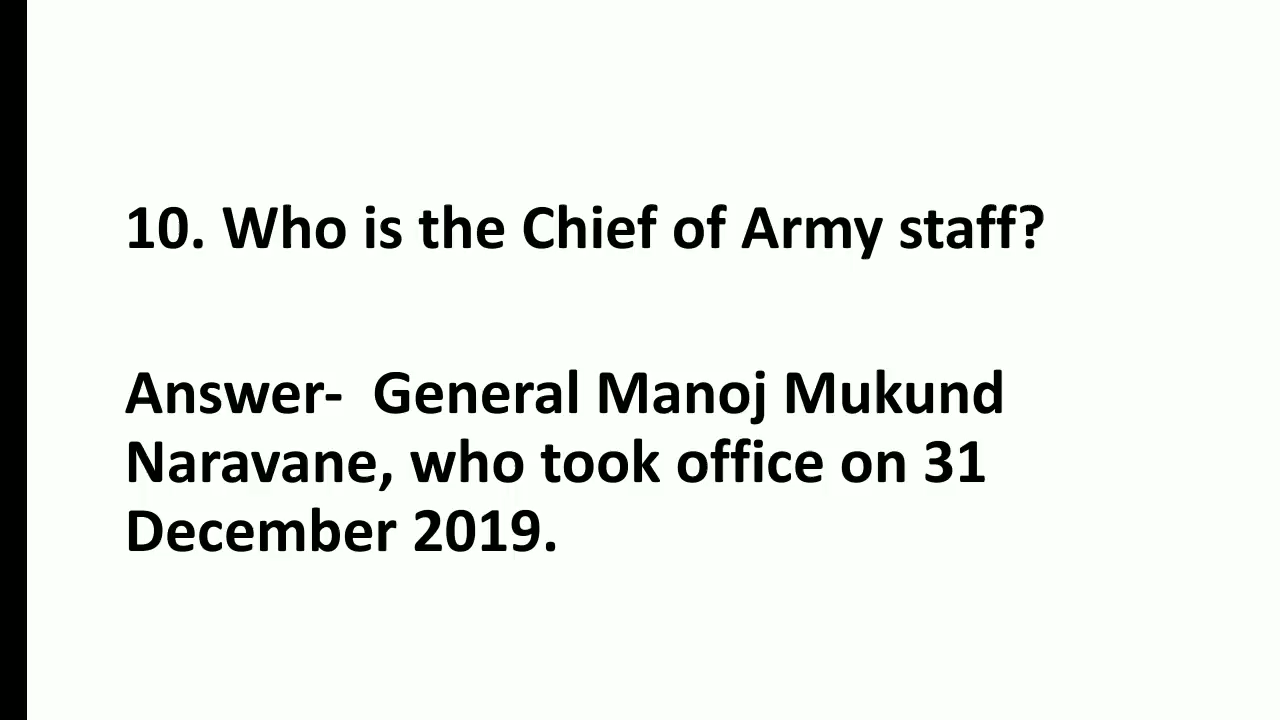 10. Who is the Chief of Army staff?
Answer-  General Manoj Mukund
Naravane, who took office on 31
December 2019.